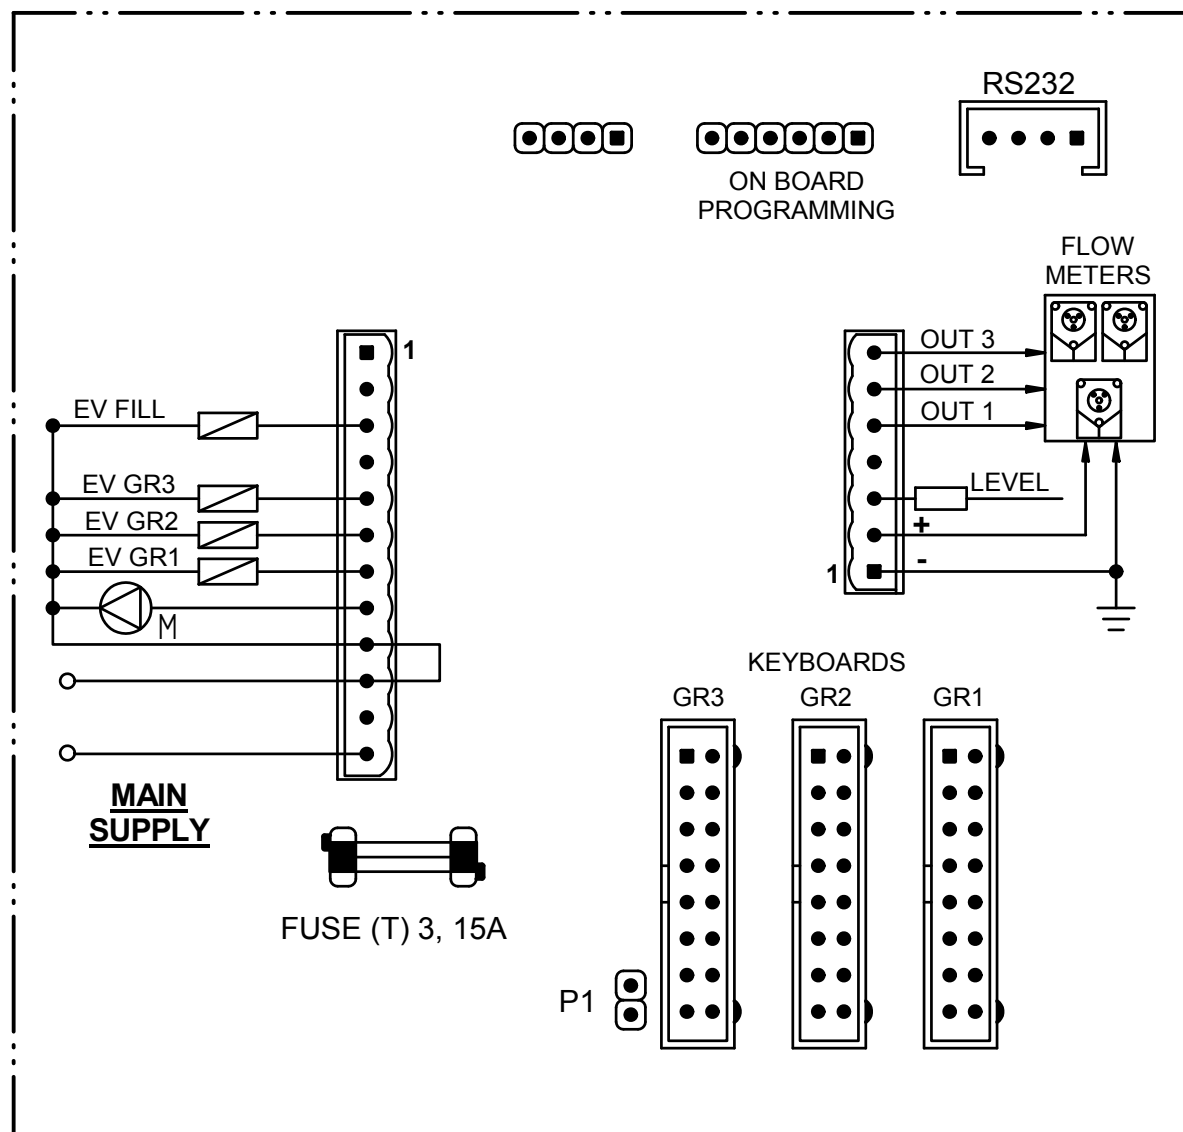 RS232
ON BOARD
PROGRAMMING
FLOW
METERS
1
OUT 3
OUT 2
OUT 1
EV FILL
EV GR3
EV GR2
EV GR1
M
LEVEL
+
-
1
MAIN
SUPPLY
FUSE (T) 3, 15A
KEYBOARDS
GR3 GR2 GR1
P1